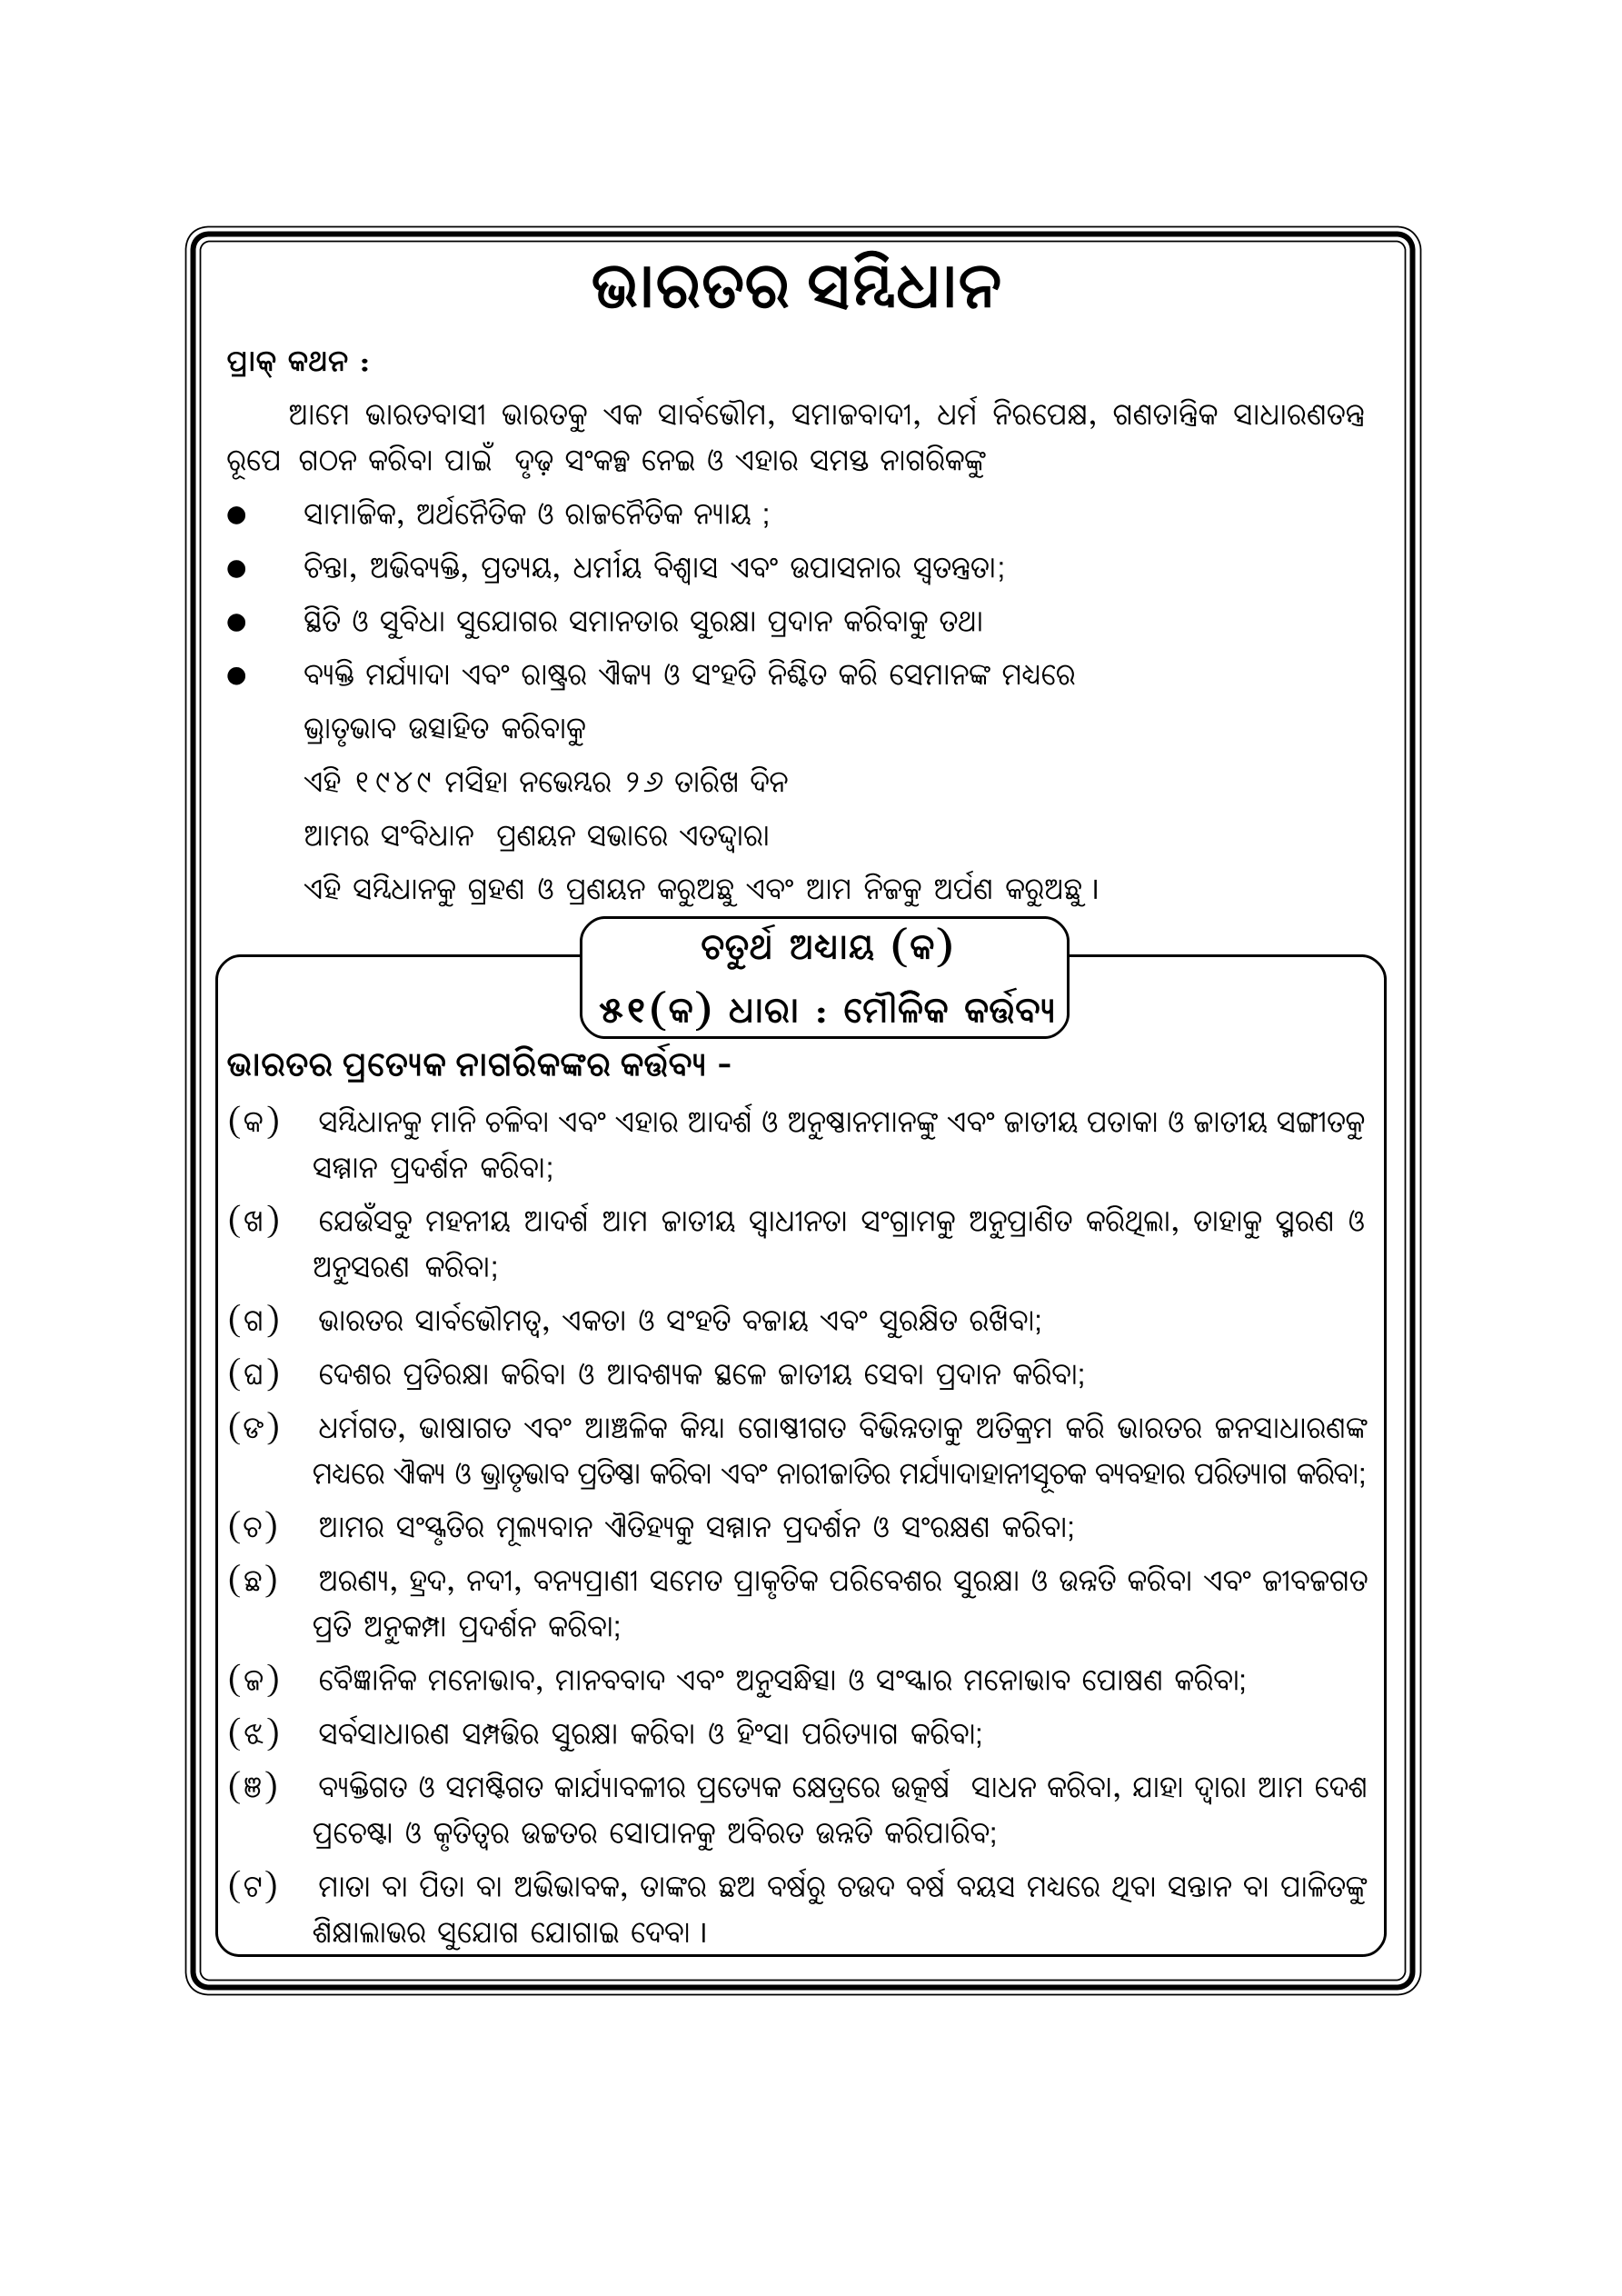 ଭାରତର ସମ୍ବିଧାନ
ପ୍ରାକ୍ କଥନ :
ଆମେ ଭାରତବାସୀ ଭାରତକୁ ଏକ ସାର୍ବଭୌମ, ସମାଜବାଦୀ, ଧର୍ମ ନିରପେକ୍ଷ, ଗଣତାନ୍ତ୍ରିକ ସାଧାରଣତନ୍ତ୍ର
ରୂପେ ଗଠନ କରିବା ପାଇଁ ଦୃଢ଼ ସଂକଳ୍ପ ନେଇ ଓ ଏହାର ସମସ୍ତ ନାଗରିକଙ୍କୁ
● ସାମାଜିକ, ଅର୍ଥନୈତିକ ଓ ରାଜନୈତିକ ନ୍ୟାୟ ;
● ଚିନ୍ତା, ଅଭିବ୍ୟକ୍ତି, ପ୍ରତ୍ୟୟ, ଧର୍ମୀୟ ବିଶ୍ୱାସ ଏବଂ ଉପାସନାର ସ୍ୱତନ୍ତ୍ରତା;
● ସ୍ଥିତି ଓ ସୁବିଧା ସୁଯୋଗର ସମାନତାର ସୁରକ୍ଷା ପ୍ରଦାନ କରିବାକୁ ତଥା
● ବ୍ୟକ୍ତି ମର୍ଯ୍ୟାଦା ଏବଂ ରାଷ୍ଟ୍ରର ଐକ୍ୟ ଓ ସଂହତି ନିଶ୍ଚିତ କରି ସେମାନଙ୍କ ମଧ୍ୟରେ
ଭ୍ରାତୃଭାବ ଉତ୍ସାହିତ କରିବାକୁ
ଏହି ୧୯୪୯ ମସିହା ନଭେମ୍ବର ୨୬ ତାରିଖ ଦିନ
ଆମର ସଂବିଧାନ ପ୍ରଣୟନ ସଭାରେ ଏତଦ୍ଦ୍ୱାରା
ଏହି ସମ୍ବିଧାନକୁ ଗ୍ରହଣ ଓ ପ୍ରଣୟନ କରୁଅଛୁ ଏବଂ ଆମ ନିଜକୁ ଅର୍ପଣ କରୁଅଛୁ ।
ଚତୁର୍ଥ ଅଧ୍ୟାୟ (କ)
୫୧(କ) ଧାରା : ମୌଳିକ କର୍ତ୍ତବ୍ୟ
ଭାରତର ପ୍ରତ୍ୟେକ ନାଗରିକଙ୍କର କର୍ତ୍ତବ୍ୟ -
(କ) ସମ୍ବିଧାନକୁ ମାନି ଚଳିବା ଏବଂ ଏହାର ଆଦର୍ଶ ଓ ଅନୁଷ୍ଠାନମାନଙ୍କୁ ଏବଂ ଜାତୀୟ ପତାକା ଓ ଜାତୀୟ ସଙ୍ଗୀତକୁ
ସମ୍ମାନ ପ୍ରଦର୍ଶନ କରିବା;
(ଖ) ଯେଉଁସବୁ ମହନୀୟ ଆଦର୍ଶ ଆମ ଜାତୀୟ ସ୍ୱାଧୀନତା ସଂଗ୍ରାମକୁ ଅନୁପ୍ରାଣିତ କରିଥିଲା, ତାହାକୁ ସ୍ମରଣ ଓ
ଅନୁସରଣ କରିବା;
(ଗ) ଭାରତର ସାର୍ବଭୌମତ୍ୱ, ଏକତା ଓ ସଂହତି ବଜାୟ ଏବଂ ସୁରକ୍ଷିତ ରଖିବା;
(ଘ) ଦେଶର ପ୍ରତିରକ୍ଷା କରିବା ଓ ଆବଶ୍ୟକ ସ୍ଥଳେ ଜାତୀୟ ସେବା ପ୍ରଦାନ କରିବା;
(ଙ) ଧର୍ମଗତ, ଭାଷାଗତ ଏବଂ ଆଞ୍ଚଳିକ କିମ୍ବା ଗୋଷ୍ଠୀଗତ ବିଭିନ୍ନତାକୁ ଅତିକ୍ରମ କରି ଭାରତର ଜନସାଧାରଣଙ୍କ
ମଧ୍ୟରେ ଐକ୍ୟ ଓ ଭ୍ରାତୃଭାବ ପ୍ରତିଷ୍ଠା କରିବା ଏବଂ ନାରୀଜାତିର ମର୍ଯ୍ୟାଦାହାନୀସୂଚକ ବ୍ୟବହାର ପରିତ୍ୟାଗ କରିବା;
(ଚ) ଆମର ସଂସ୍କୃତିର ମୂଲ୍ୟବାନ ଐତିହ୍ୟକୁ ସମ୍ମାନ ପ୍ରଦର୍ଶନ ଓ ସଂରକ୍ଷଣ କରିବା;
(ଛ) ଅରଣ୍ୟ, ହ୍ରଦ, ନଦୀ, ବନ୍ୟପ୍ରାଣୀ ସମେତ ପ୍ରାକୃତିକ ପରିବେଶର ସୁରକ୍ଷା ଓ ଉନ୍ନତି କରିବା ଏବଂ ଜୀବଜଗତ
ପ୍ରତି ଅନୁକମ୍ପା ପ୍ରଦର୍ଶନ କରିବା;
(ଜ) ବୈଜ୍ଞାନିକ ମନୋଭାବ, ମାନବବାଦ ଏବଂ ଅନୁସନ୍ଧିତ୍ସା ଓ ସଂସ୍କାର ମନୋଭାବ ପୋଷଣ କରିବା;
(ଝ) ସର୍ବସାଧାରଣ ସମ୍ପତ୍ତିର ସୁରକ୍ଷା କରିବା ଓ ହିଂସା ପରିତ୍ୟାଗ କରିବା;
(ଞ) ବ୍ୟକ୍ତିଗତ ଓ ସମଷ୍ଟିଗତ କାର୍ଯ୍ୟାବଳୀର ପ୍ରତ୍ୟେକ କ୍ଷେତ୍ରରେ ଉତ୍କର୍ଷ ସାଧନ କରିବା, ଯାହା ଦ୍ୱାରା ଆମ ଦେଶ
ପ୍ରଚେଷ୍ଟା ଓ କୃତିତ୍ୱର ଉଚ୍ଚତର ସୋପାନକୁ ଅବିରତ ଉନ୍ନତି କରିପାରିବ;
(ଟ) ମାତା ବା ପିତା ବା ଅଭିଭାବକ, ତାଙ୍କର ଛଅ ବର୍ଷରୁ ଚଉଦ ବର୍ଷ ବୟସ ମଧ୍ୟରେ ଥିବା ସନ୍ତାନ ବା ପାଳିତଙ୍କୁ
ଶିକ୍ଷାଲାଭର ସୁଯୋଗ ଯୋଗାଇ ଦେବା ।